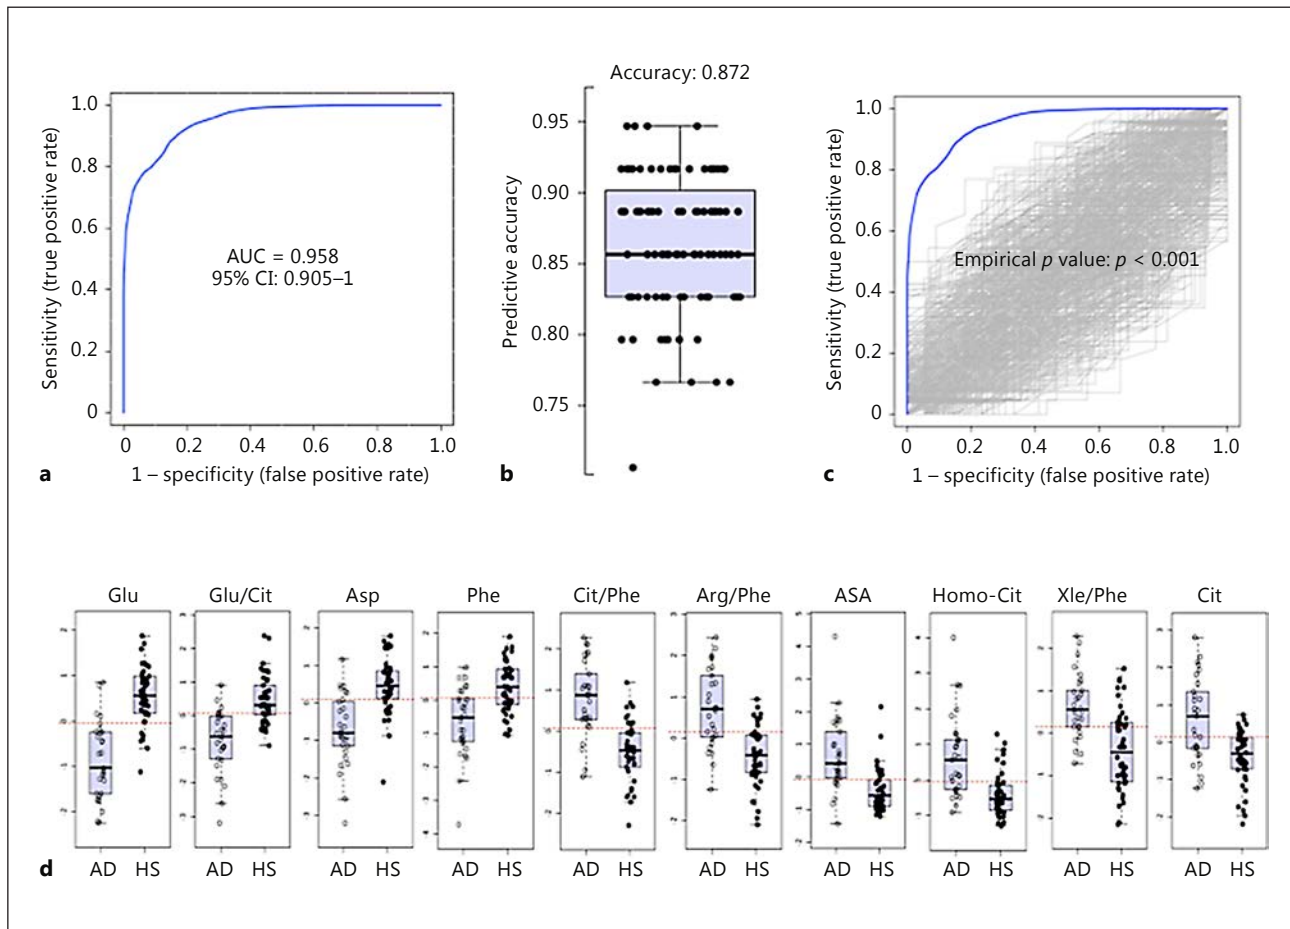 Sensitivity (true positive rate)
1.0
0.8
0.6
0.4
0.2
0
AUC = 0.958
95% CI: 0.905–1
0 0.2 0.4 0.6 0.8 1.0
a 1 – specificity (false positive rate)
Accuracy: 0.872
Predictive accuracy
0.95
0.90
0.85
0.80
0.75
b
Sensitivity (true positive rate)
1.0
0.8
0.6
0.4
0.2
0
Empirical p value: p < 0.001
0 0.2 0.4 0.6 0.8 1.0
c 1 – specificity (false positive rate)
Glu Glu/Cit Asp Phe Cit/Phe Arg/Phe ASA Homo-Cit Xle/Phe Cit
d AD HS AD HS AD HS AD HS AD HS AD HS AD HS AD HS AD HS AD HS